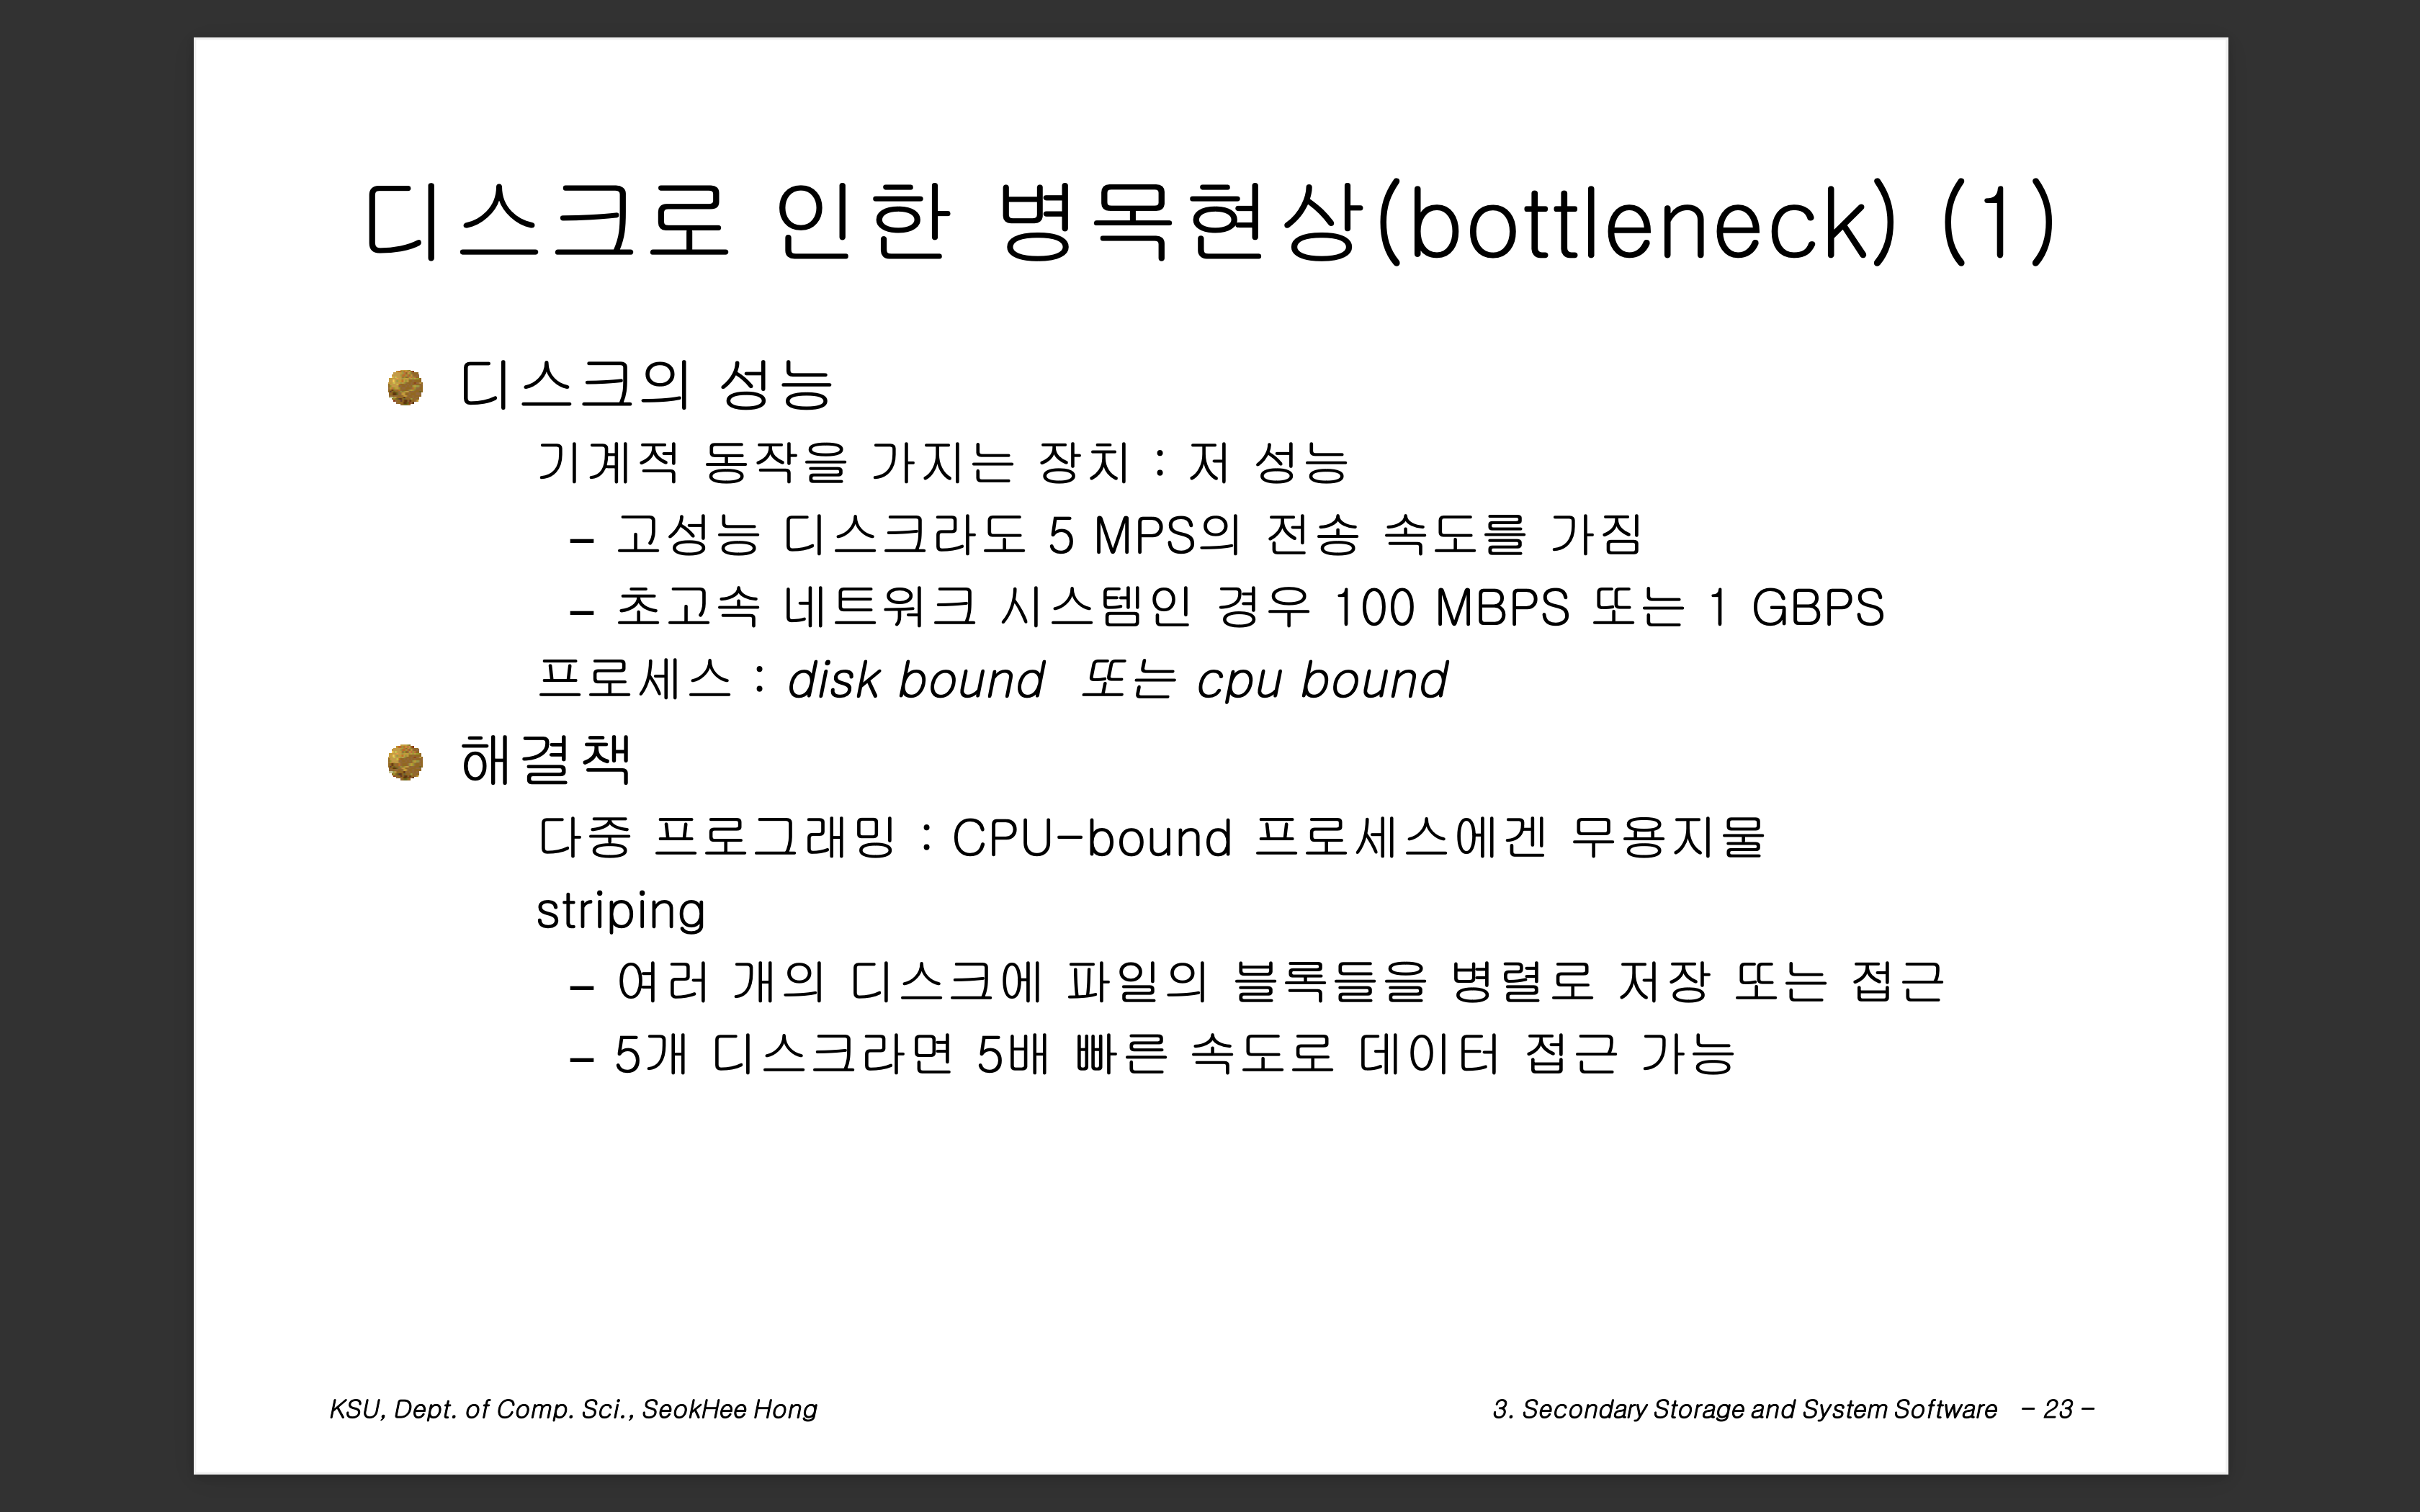 디스크로 인한 병목현상(bottleneck) (1)
디스크의 성능
기계적 동작을 가지는 장치 : 저 성능
- 고성능 디스크라도 5 MPS의 전송 속도를 가짐
- 초고속 네트워크 시스템인 경우 100 MBPS 또는 1 GBPS
프로세스 : disk bound 또는 cpu bound
해결책
다중 프로그래밍 : CPU-bound 프로세스에겐 무용지물
striping
- 여러 개의 디스크에 파일의 블록들을 병렬로 저장 또는 접근
- 5개 디스크라면 5배 빠른 속도로 데이터 접근 가능
KSU, Dept. of Comp. Sci., SeokHee Hong
3. Secondary Storage and System Software - 23 -